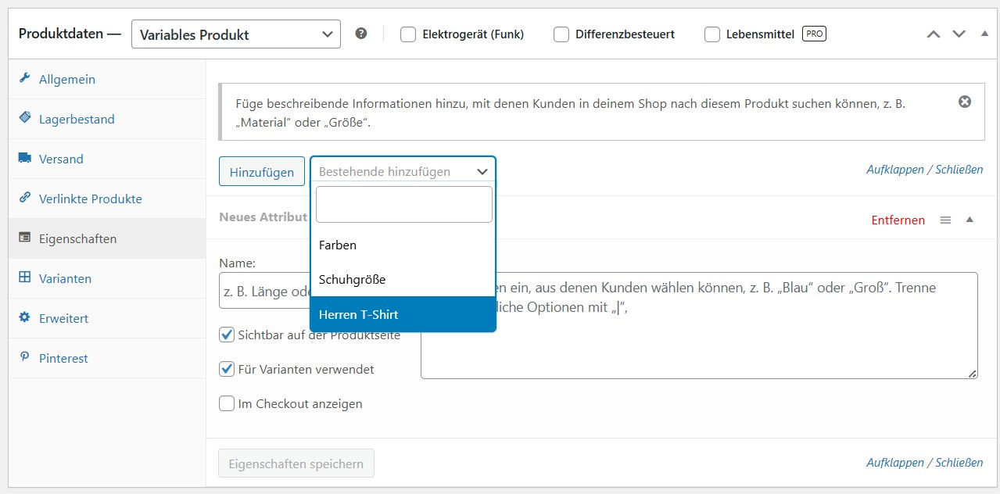 Produktdaten — Variables Produkt ? Elektrogerät (Funk) Differenzbesteuert Lebensmittel PRO
Allgemein
Lagerbestand
Versand
Verlinkte Produkte
Eigenschaften
Varianten
Erweitert
Pinterest
Füge beschreibende Informationen hinzu, mit denen Kunden in deinem Shop nach diesem Produkt suchen können, z. B.
„Material“ oder „Größe“.
Hinzufügen Bestehende hinzufügen Aufklappen / Schließen
Farben
Schuhgröße
Herren T-Shirt
Neues Attribut Entfernen
Name:
z. B. Länge ode
en ein, aus denen Kunden wählen können, z. B. „Blau“ oder „Groß“. Trenne
liche Optionen mit „|“,
Sichtbar auf der Produktseite
Für Varianten verwendet
Im Checkout anzeigen
Eigenschaften speichern Aufklappen / Schließen